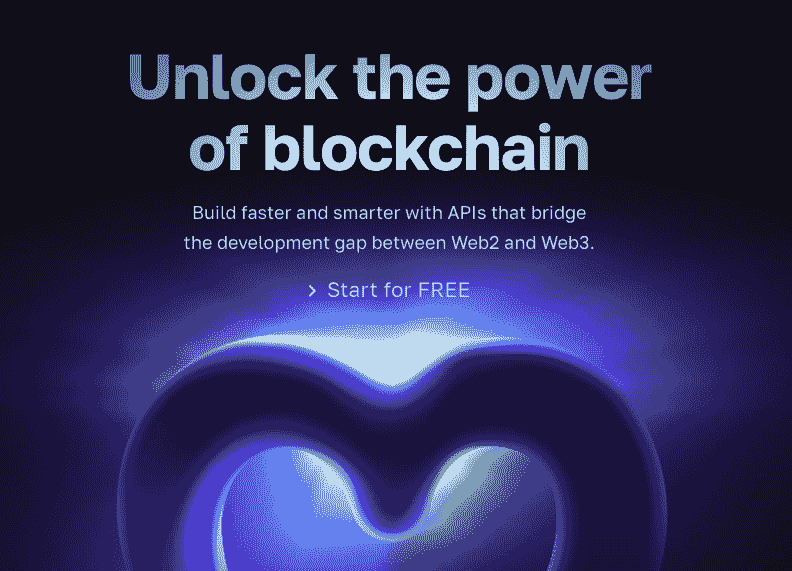 Unlock the power
of blockchain
Build faster and smarter with APIs that bridge
the development gap between Web2 and Web3.
Start for FREE